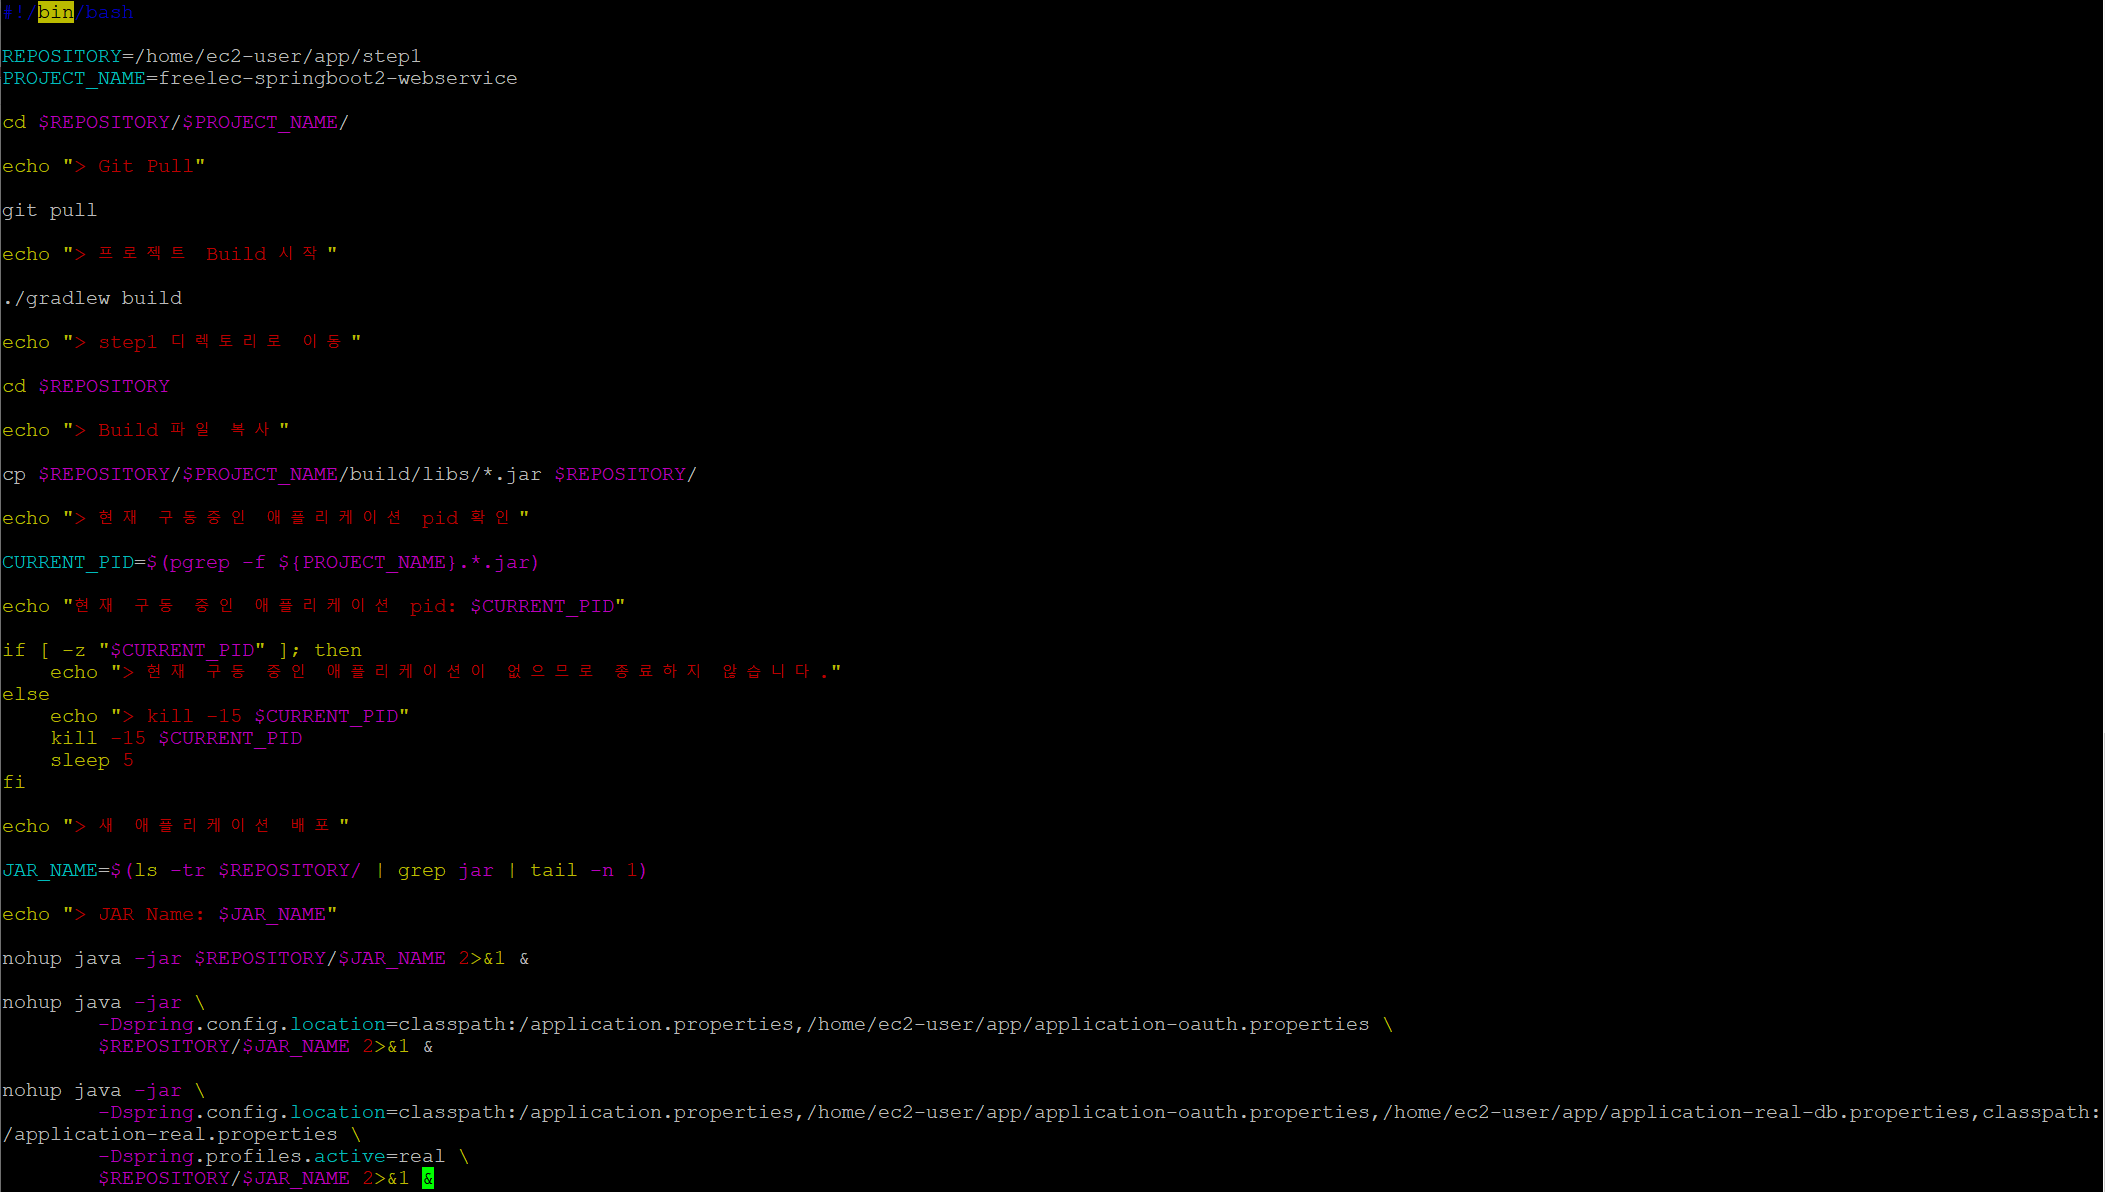 #!/bin/bash
REPOSITORY=/home/ec2-user/app/step1
PROJECT_NAME=freelec-springboot2-webservice
cd $REPOSITORY/$PROJECT_NAME/
echo "> Git Pull"
git pull
echo "> 프로젝트 Build 시작"
./gradlew build
echo "> step1 디렉토리로 이동"
cd $REPOSITORY
echo "> Build 파일 복사"
cp $REPOSITORY/$PROJECT_NAME/build/libs/*.jar $REPOSITORY/
echo "> 현재 구동중인 애플리케이션 pid 확인"
CURRENT_PID=$(pgrep -f ${PROJECT_NAME}.*.jar)
echo "현재 구동 중인 애플리케이션 pid: $CURRENT_PID"
if [ -z "$CURRENT_PID" ]; then
    echo "> 현재 구동 중인 애플리케이션이 없으므로 종료하지 않습니다."
else
    echo "> kill -15 $CURRENT_PID"
    kill -15 $CURRENT_PID
    sleep 5
fi
echo "> 새 애플리케이션 배포"
JAR_NAME=$(ls -tr $REPOSITORY/ | grep jar | tail -n 1)
echo "> JAR Name: $JAR_NAME"
nohup java -jar $REPOSITORY/$JAR_NAME 2>&1 &
nohup java -jar \
        -Dspring.config.location=classpath:/application.properties,/home/ec2-user/app/application-oauth.properties \
        $REPOSITORY/$JAR_NAME 2>&1 &
nohup java -jar \
        -Dspring.config.location=classpath:/application.properties,/home/ec2-user/app/application-oauth.properties,/home/ec2-user/app/application-real-db.properties,classpath:
/application-real.properties \
        -Dspring.profiles.active=real \
        $REPOSITORY/$JAR_NAME 2>&1 &